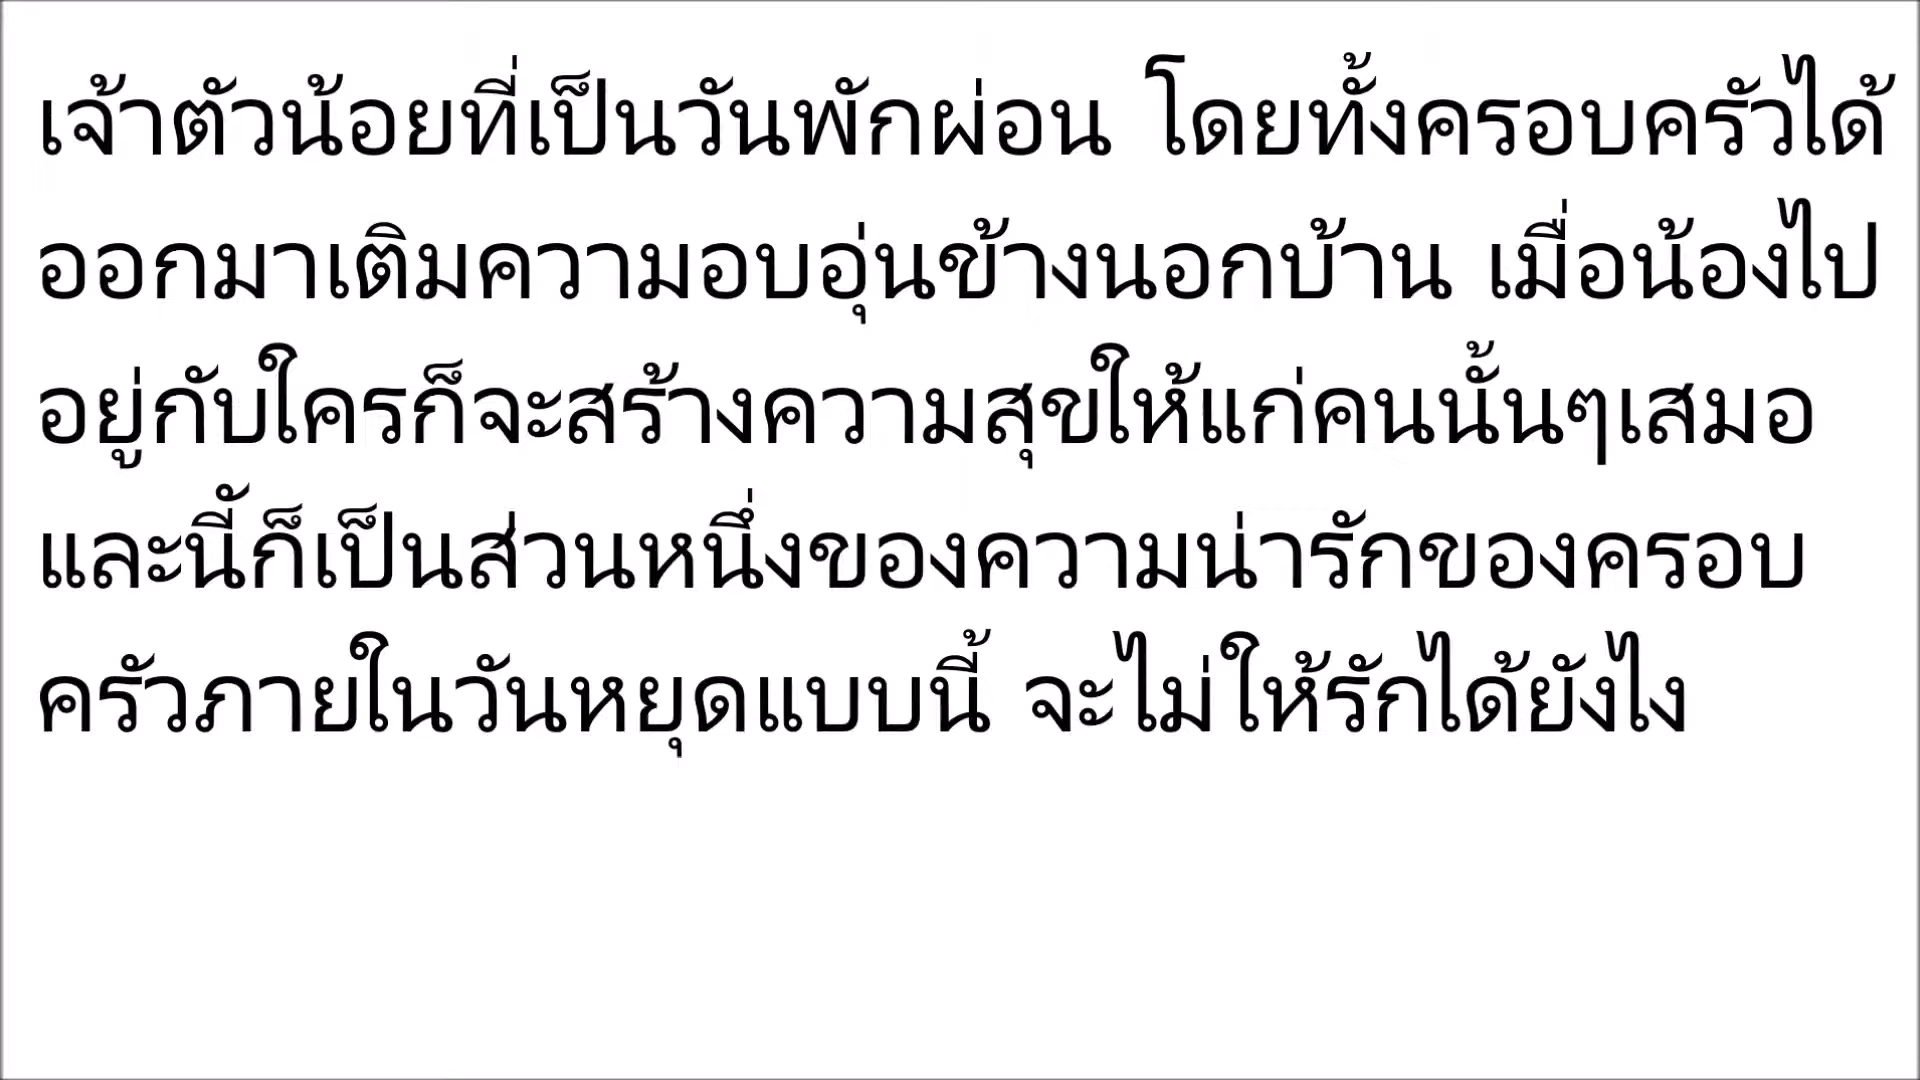 เจ้าตัวน้อยที่เป็นวันพักผ่อน โดยทั้งครอบครัวได้
ออกมาเติมความอบอุ่นข้างนอกบ้าน เมื่อน้องไป
อยู่กับใครก็จะสร้างความสุขให้แก่คนนั้นๆเสมอ
และนี้ัก็เป็นส่วนหนึ่งของความน่ารักของครอบ
ครัวภายในวันหยุดแบบนี้ จะไม่ให้รักได้ยังไง